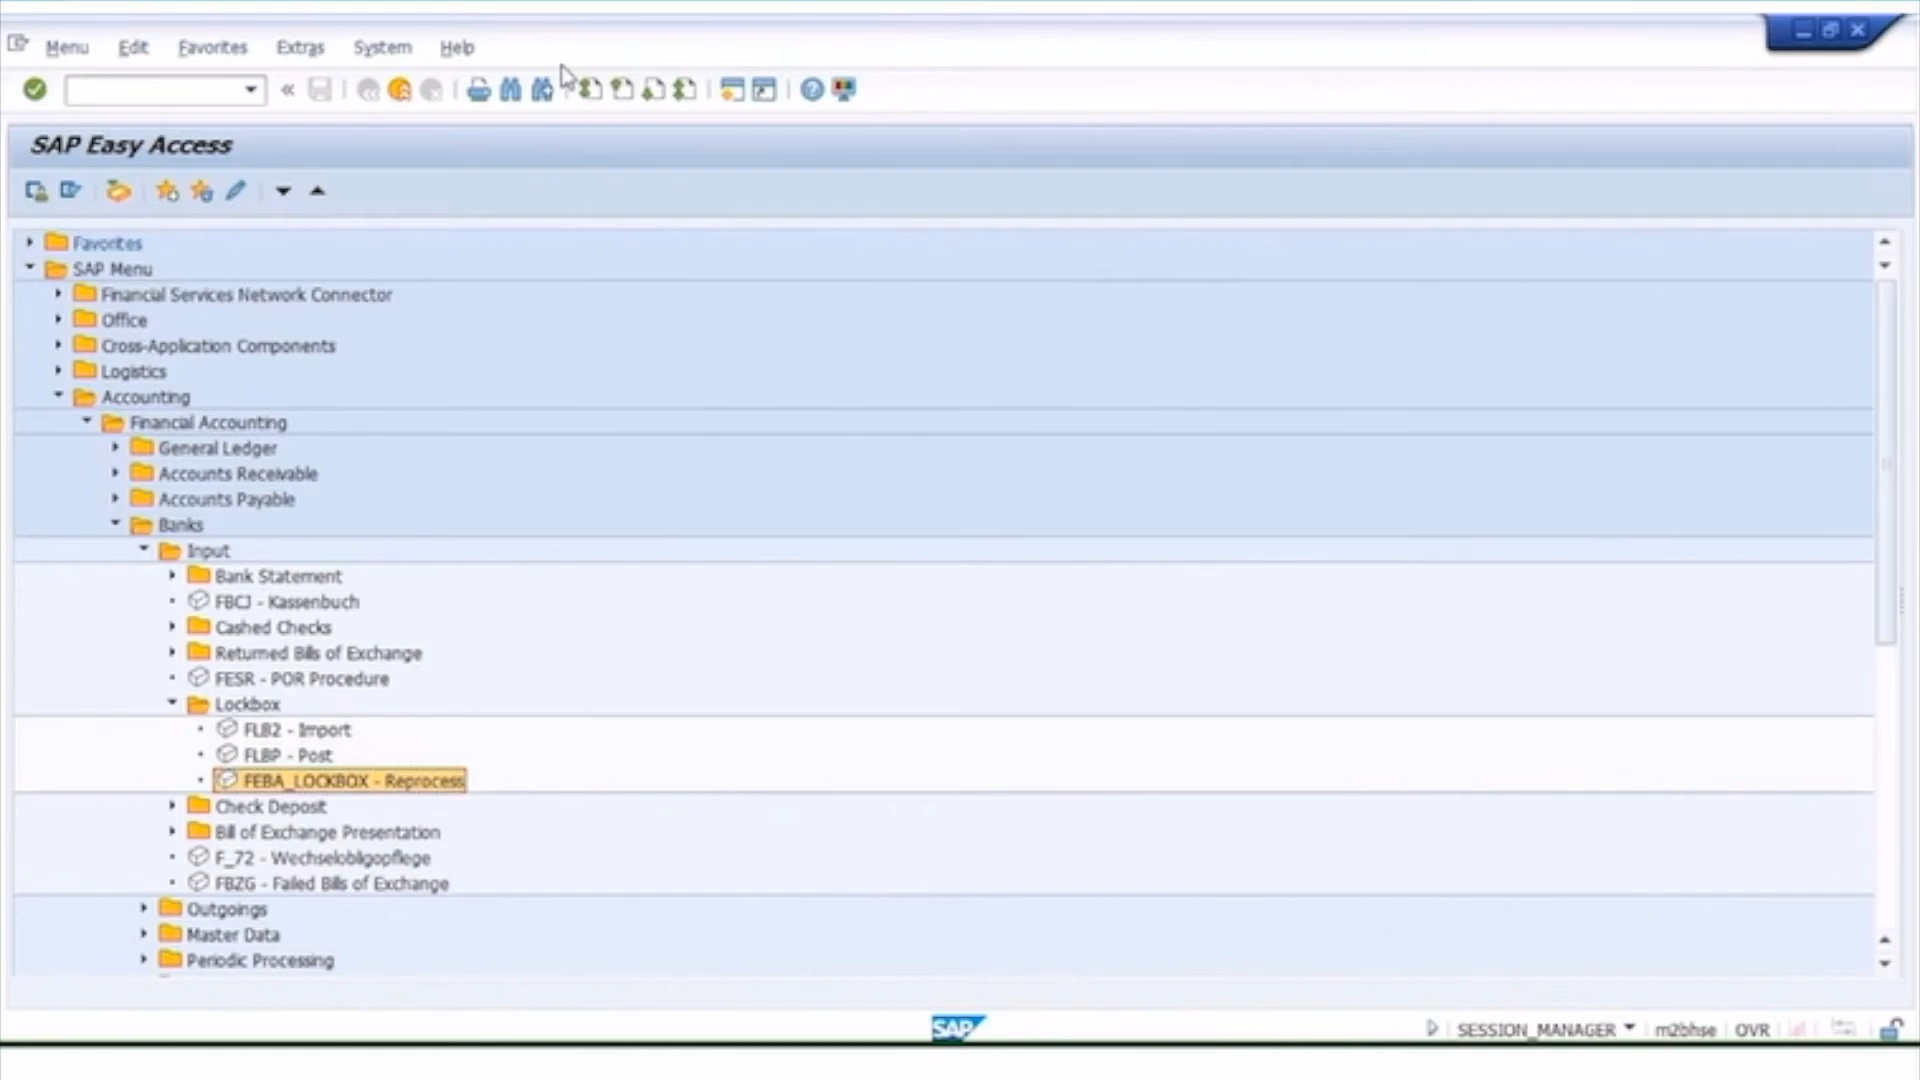 Menu Edit Favorites Extras System Help
SAP Easy Access
Favorites
SAP Menu
Financial Services Network Connector
Office
Cross-Application Components
Logistics
Accounting
Financial Accounting
General Ledger
Accounts Receivable
Accounts Payable
Banks
Input
Bank Statement
FBCJ - Kassenbuch
Cashed Checks
Returned Bills of Exchange
FESR - POR Procedure
Lockbox
FLB2 - Import
FLBP - Post
FEBA_LOCKBOX - Reprocess
Check Deposit
Bill of Exchange Presentation
F_72 - Wechselobligopflege
FBZG - Failed Bills of Exchange
Outgoings
Master Data
Periodic Processing
SAP SESSION_MANAGER m2bhse OVR